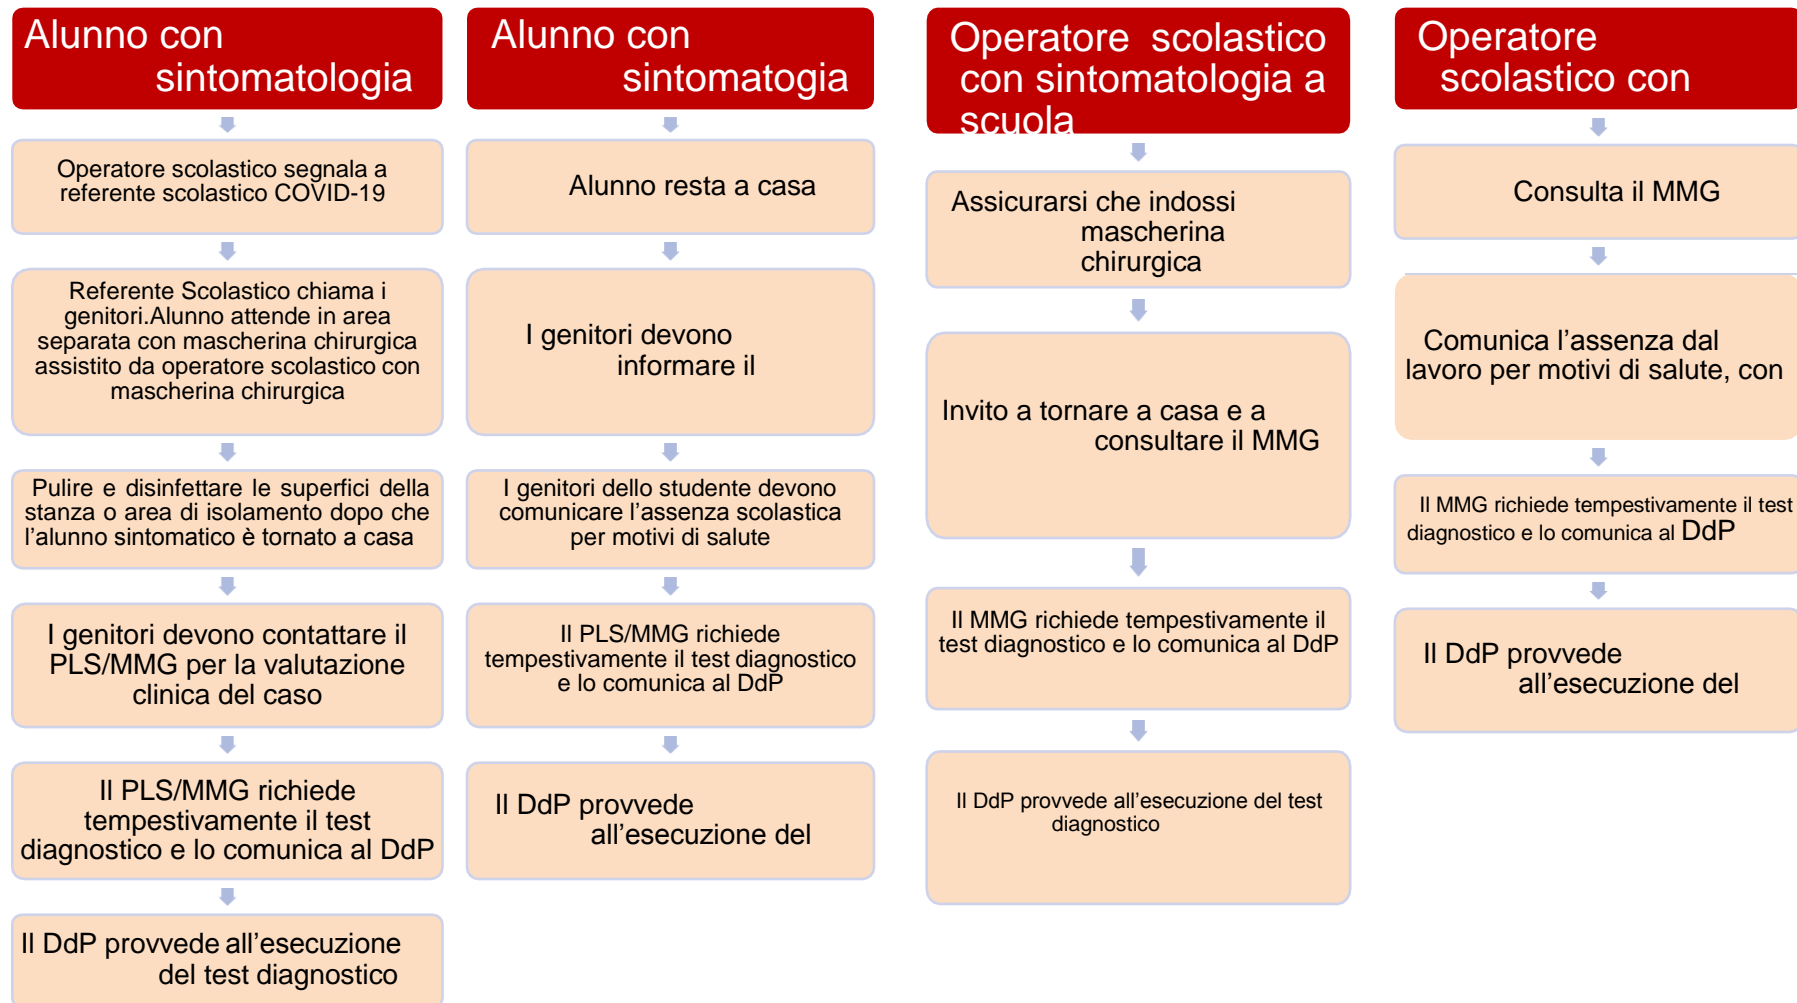 Alunno con
sintomatologia
Operatore scolastico segnala a
referente scolastico COVID-19
Referente Scolastico chiama i
genitori.Alunno attende in area
separata con mascherina chirurgica
assistito da operatore scolastico con
mascherina chirurgica
Pulire e disinfettare le superfici della
stanza o area di isolamento dopo che
l’alunno sintomatico è tornato a casa
I genitori devono contattare il
PLS/MMG per la valutazione
clinica del caso
Il PLS/MMG richiede
tempestivamente il test
diagnostico e lo comunica al DdP
Il DdP provvede all’esecuzione
del test diagnostico
Alunno con
sintomatogia
Alunno resta a casa
I genitori devono
informare il
I genitori dello studente devono
comunicare l’assenza scolastica
per motivi di salute
Il PLS/MMG richiede
tempestivamente il test diagnostico
e lo comunica al DdP
Il DdP provvede
all’esecuzione del
Operatore scolastico
con sintomatologia a
scuola
Assicurarsi che indossi
mascherina
chirurgica
Invito a tornare a casa e a
consultare il MMG
Il MMG richiede tempestivamente il
test diagnostico e lo comunica al DdP
Il DdP provvede all’esecuzione del test
diagnostico
Operatore
scolastico con
Consulta il MMG
Comunica l’assenza dal
lavoro per motivi di salute, con
Il MMG richiede tempestivamente il test
diagnostico e lo comunica al DdP
Il DdP provvede
all’esecuzione del